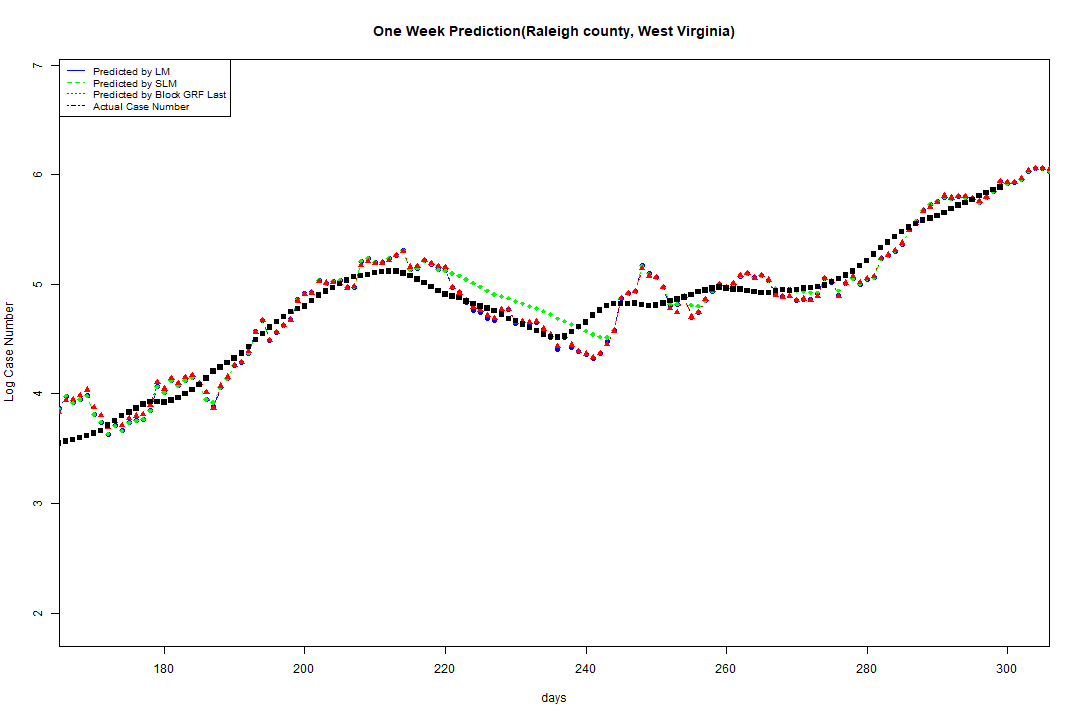 One Week Prediction(Raleigh county, West Virginia)
Predicted by LM
Predicted by SLM
Predicted by Block GRF Last
Actual Case Number
7
6
5
4
3
2
Log Case Number
180 200 220 240 260 280 300
days